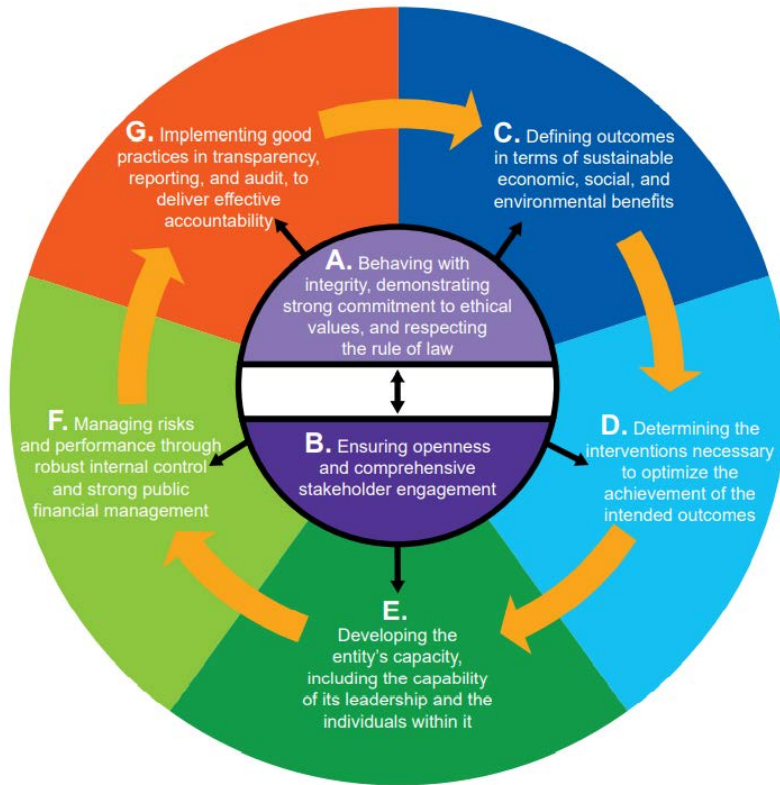 A. Behaving with
integrity, demonstrating
strong commitment to ethical
values, and respecting
the rule of law
B. Ensuring openness
and comprehensive
stakeholder engagement
C. Defining outcomes
in terms of sustainable
economic, social, and
environmental benefits
D. Determining the
interventions necessary
to optimize the
achievement of the
intended outcomes
E.
Developing the
entity's capacity,
including the capability
of its leadership and the
individuals within it
F. Managing risks
and performance through
robust internal control
and strong public
financial management
G. Implementing good
practices in transparency,
reporting, and audit, to
deliver effective
accountability